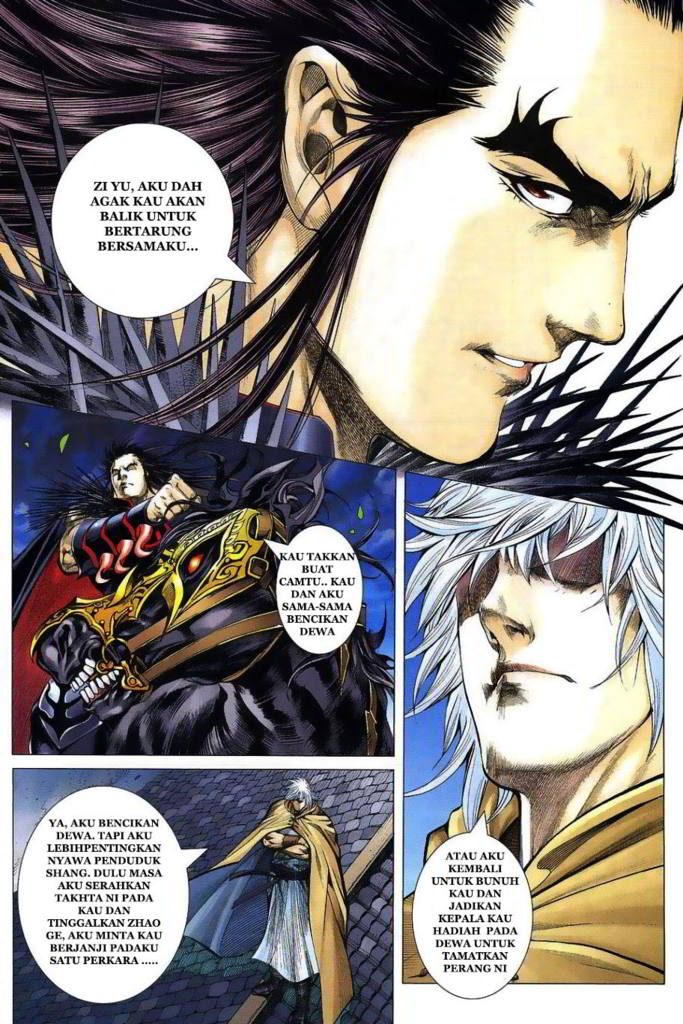 ZI YU, AKU DAH
AGAK KAU AKAN
BALIK UNTUK
BERTARUNG
BERSAMAKU...
KAU TAKKAN
BUAT
CAMTU.. KAU
DAN AKU
SAMA-SAMA
BENCIKAN
DEWA
ATAU AKU
KEMBALI
UNTUK BUNUH
KAU DAN
JADIKAN
KEPALA KAU
HADIAH PADA
DEWA UNTUK
TAMATKAN
PERANG NI
YA, AKU BENCIKAN
DEWA. TAPI AKU
LEBIHPENTINGKAN
NYAWA PENDUDUK
SHANG. DULU MASA
AKU SERAHKAN
TAKHTA NI PADA
KAU DAN
TINGGALKAN ZHAO
GE, AKU MINTA KAU
BERJANJI PADAKU
SATU PERKARA .....